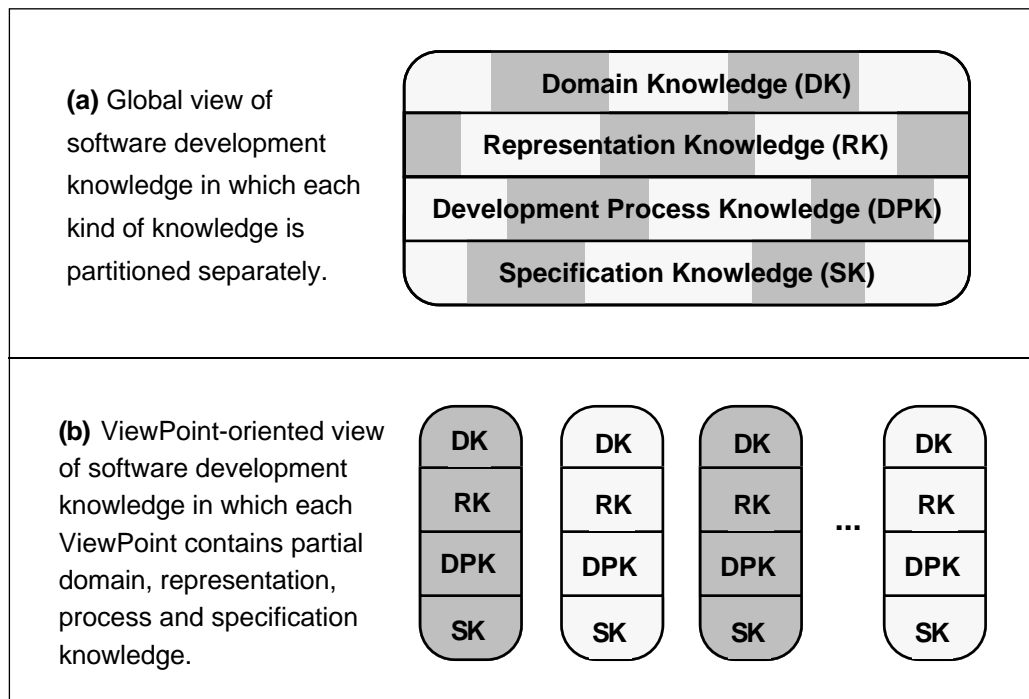 (a) Global view of
software development
knowledge in which each
kind of knowledge is
partitioned separately.
Domain Knowledge (DK)
Representation Knowledge (RK)
Development Process Knowledge (DPK)
Specification Knowledge (SK)
(b) ViewPoint-oriented view
of software development
knowledge in which each
ViewPoint contains partial
domain, representation,
process and specification
knowledge.
DK DK DK DK
RK RK RK ... RK
DPK DPK DPK DPK
SK SK SK SK